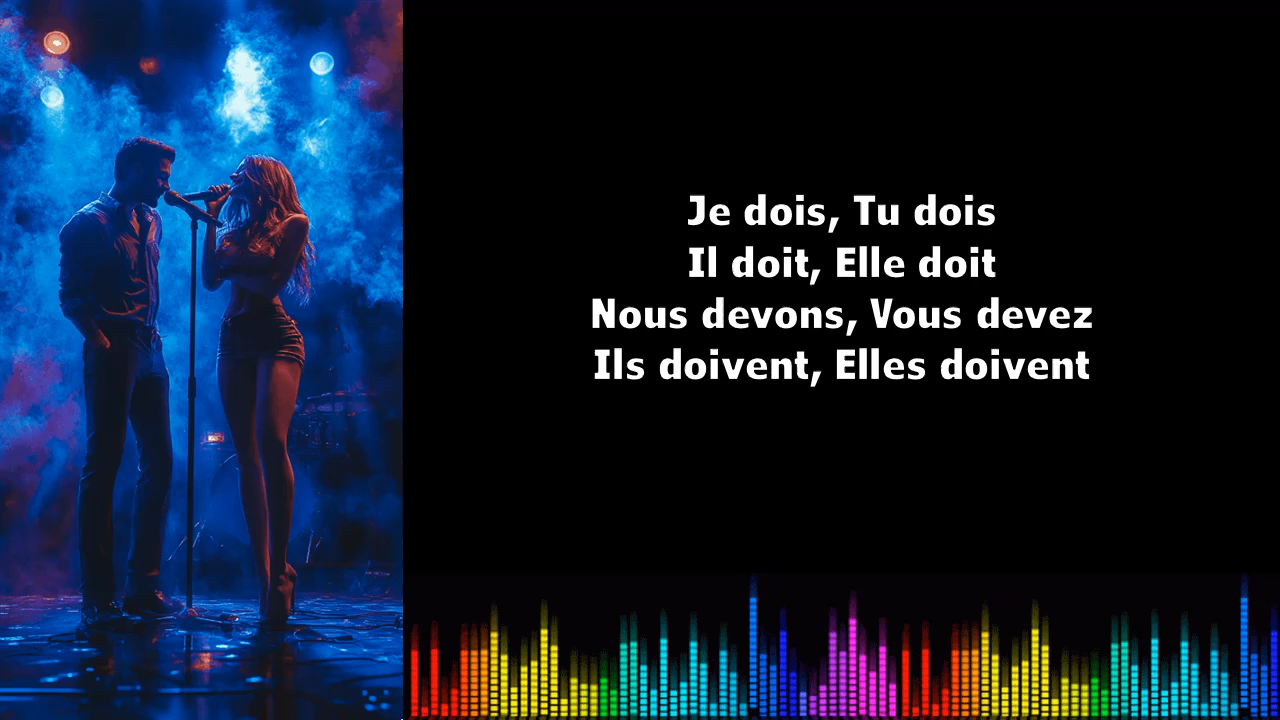 Je dois, Tu dois
Il doit, Elle doit
Nous devons, Vous devez
Ils doivent, Elles doivent